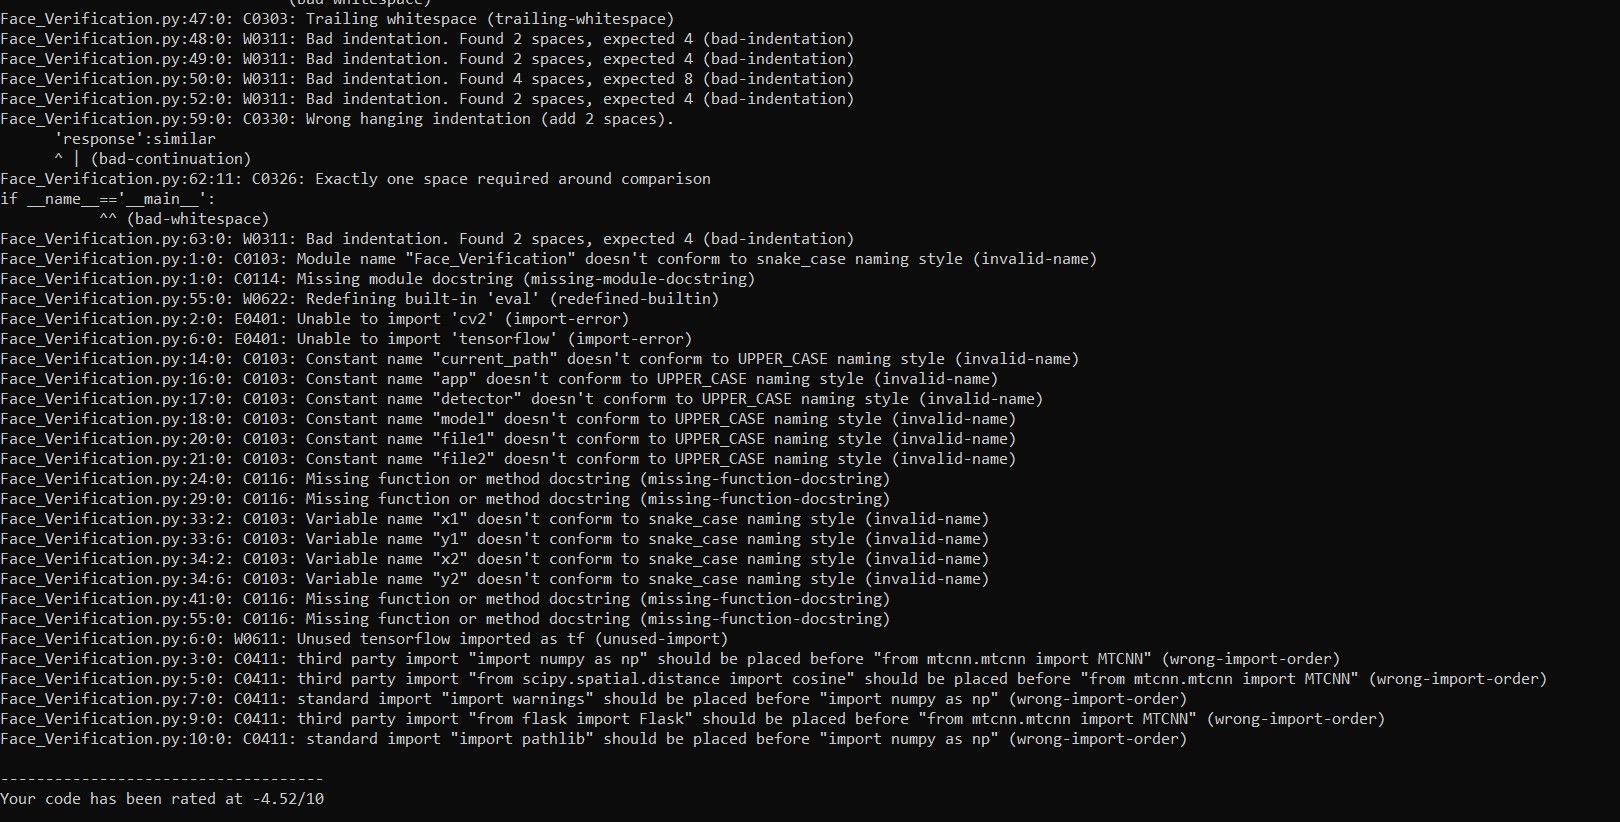 (bad-whitespace)
Face_Verification.py:47:0: C0303: Trailing whitespace (trailing-whitespace)
Face_Verification.py:48:0: W0311: Bad indentation. Found 2 spaces, expected 4 (bad-indentation)
Face_Verification.py:49:0: W0311: Bad indentation. Found 2 spaces, expected 4 (bad-indentation)
Face_Verification.py:50:0: W0311: Bad indentation. Found 4 spaces, expected 8 (bad-indentation)
Face_Verification.py:52:0: W0311: Bad indentation. Found 2 spaces, expected 4 (bad-indentation)
Face_Verification.py:59:0: C0330: Wrong hanging indentation (add 2 spaces).
'response':similar
^ | (bad-continuation)
Face_Verification.py:62:11: C0326: Exactly one space required around comparison
if __name__=='__main__':
^^ (bad-whitespace)
Face_Verification.py:63:0: W0311: Bad indentation. Found 2 spaces, expected 4 (bad-indentation)
Face_Verification.py:1:0: C0103: Module name "Face_Verification" doesn't conform to snake_case naming style (invalid-name)
Face_Verification.py:1:0: C0114: Missing module docstring (missing-module-docstring)
Face_Verification.py:55:0: W0622: Redefining built-in 'eval' (redefined-builtin)
Face_Verification.py:2:0: E0401: Unable to import 'cv2' (import-error)
Face_Verification.py:6:0: E0401: Unable to import 'tensorflow' (import-error)
Face_Verification.py:14:0: C0103: Constant name "current_path" doesn't conform to UPPER_CASE naming style (invalid-name)
Face_Verification.py:16:0: C0103: Constant name "app" doesn't conform to UPPER_CASE naming style (invalid-name)
Face_Verification.py:17:0: C0103: Constant name "detector" doesn't conform to UPPER_CASE naming style (invalid-name)
Face_Verification.py:18:0: C0103: Constant name "model" doesn't conform to UPPER_CASE naming style (invalid-name)
Face_Verification.py:20:0: C0103: Constant name "file1" doesn't conform to UPPER_CASE naming style (invalid-name)
Face_Verification.py:21:0: C0103: Constant name "file2" doesn't conform to UPPER_CASE naming style (invalid-name)
Face_Verification.py:24:0: C0116: Missing function or method docstring (missing-function-docstring)
Face_Verification.py:29:0: C0116: Missing function or method docstring (missing-function-docstring)
Face_Verification.py:33:2: C0103: Variable name "x1" doesn't conform to snake_case naming style (invalid-name)
Face_Verification.py:33:6: C0103: Variable name "y1" doesn't conform to snake_case naming style (invalid-name)
Face_Verification.py:34:2: C0103: Variable name "x2" doesn't conform to snake_case naming style (invalid-name)
Face_Verification.py:34:6: C0103: Variable name "y2" doesn't conform to snake_case naming style (invalid-name)
Face_Verification.py:41:0: C0116: Missing function or method docstring (missing-function-docstring)
Face_Verification.py:55:0: C0116: Missing function or method docstring (missing-function-docstring)
Face_Verification.py:6:0: W0611: Unused tensorflow imported as tf (unused-import)
Face_Verification.py:3:0: C0411: third party import "import numpy as np" should be placed before "from mtcnn.mtcnn import MTCNN" (wrong-import-order)
Face_Verification.py:5:0: C0411: third party import "from scipy.spatial.distance import cosine" should be placed before "from mtcnn.mtcnn import MTCNN" (wrong-import-order)
Face_Verification.py:7:0: C0411: standard import "import warnings" should be placed before "import numpy as np" (wrong-import-order)
Face_Verification.py:9:0: C0411: third party import "from flask import Flask" should be placed before "from mtcnn.mtcnn import MTCNN" (wrong-import-order)
Face_Verification.py:10:0: C0411: standard import "import pathlib" should be placed before "import numpy as np" (wrong-import-order)
------------------------------------
Your code has been rated at -4.52/10